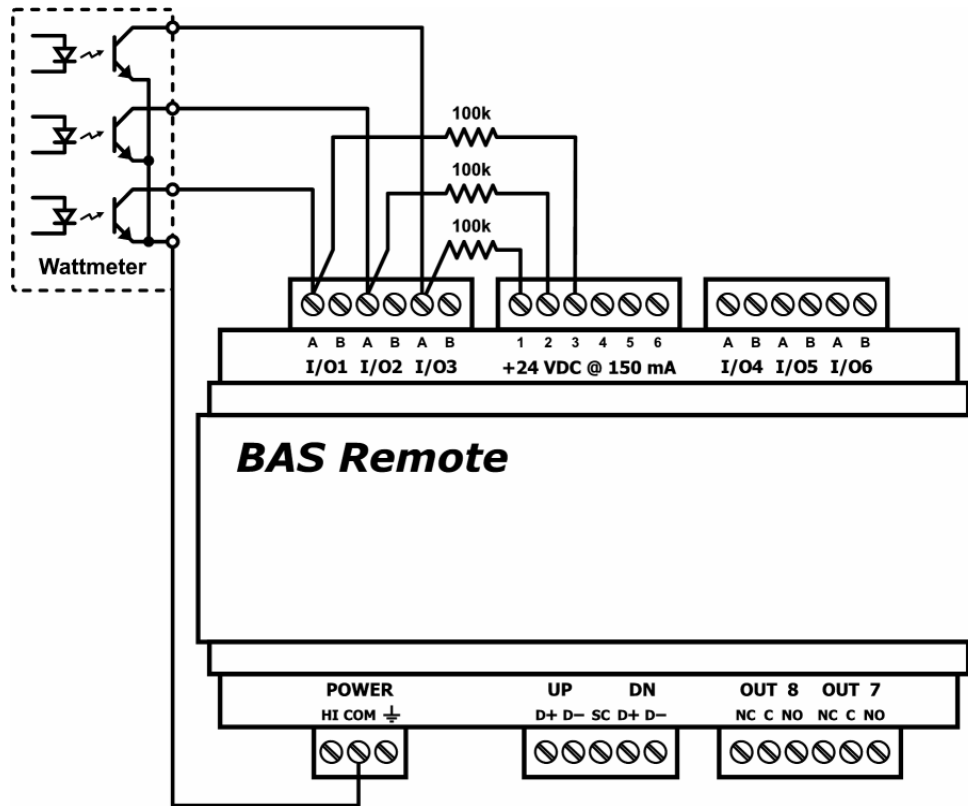 100k
100k
100k
Wattmeter
A B A B A B
1 2 3 4 5 6
A B A B A B
I/O1 I/O2 I/O3
+24 VDC @ 150 mA
I/O4 I/O5 I/O6
BAS Remote
POWER
UP DN
OUT 8 OUT 7
HI COM
D+ D− SC D+ D−
NC C NO NC C NO